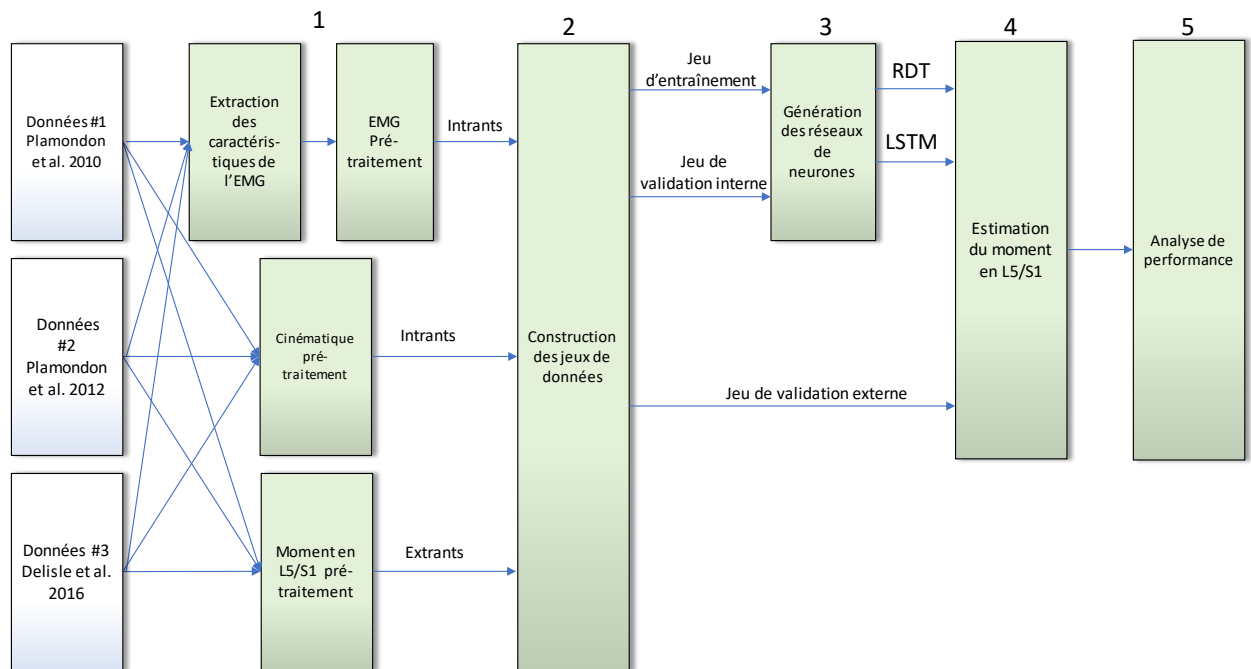 1
2
3
4
5
Données #1
Plamondon
et al. 2010
Extraction
des
caractéris-
tiques de
l'EMG
EMG
Pré-
traitement
Intrants
Jeu
d'entraînement
Jeu de
validation interne
Génération
des réseaux
de
neurones
RDT
LSTM
Données
#2
Plamondon
et al. 2012
Cinématique
pré-
traitement
Intrants
Construction
des jeux de
données
Jeu de validation externe
Estimation
du moment
en L5/S1
Analyse de
performance
Données #3
Delisle et al.
2016
Moment en
L5/S1 pré-
traitement
Extrants